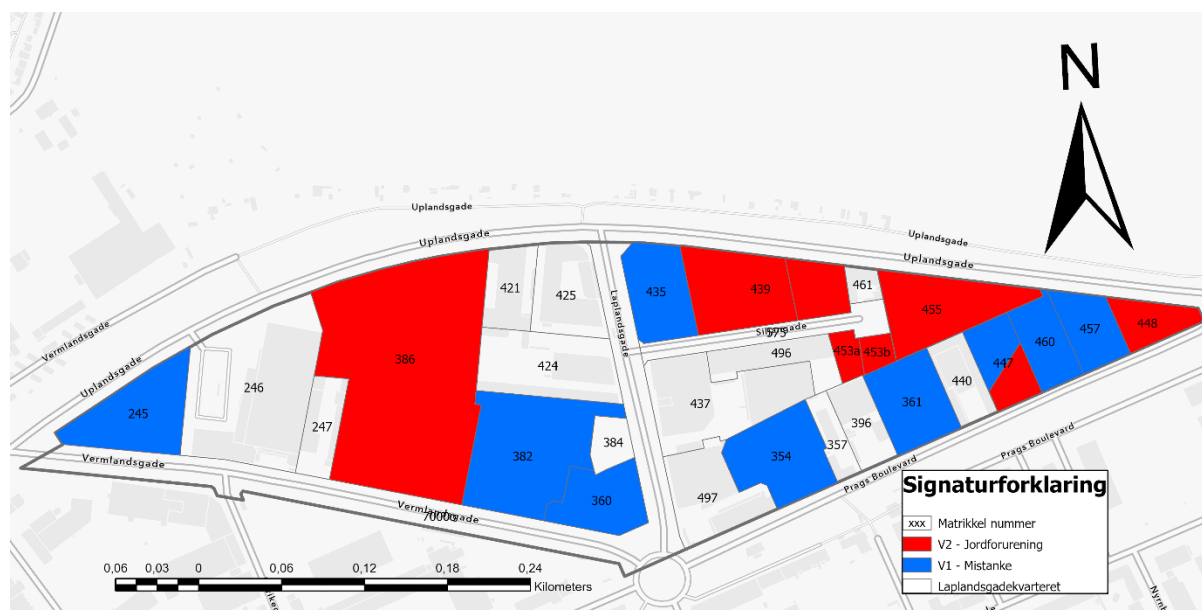 N
Uplandsgade
Uplandsgade
Uplandsgade
Uplandsgade
Vermlandsgade
Uplandsgade
Laplandsgade
421
425
435
439
461
455
457
448
575
496
453a
453b
460
447
386
424
246
245
247
437
361
440
384
396
382
354
357
360
497
Vermlandsgade
Vermlandsgade
70000
Prags Boulevard
Prags Boulevard
Signaturforklaring
xxx Matrikkel nummer
V2 - Jordforurening
V1 - Mistanke
Laplandsgadekvarteret
0,06 0,03 0 0,06 0,12 0,18 0,24
Kilometers